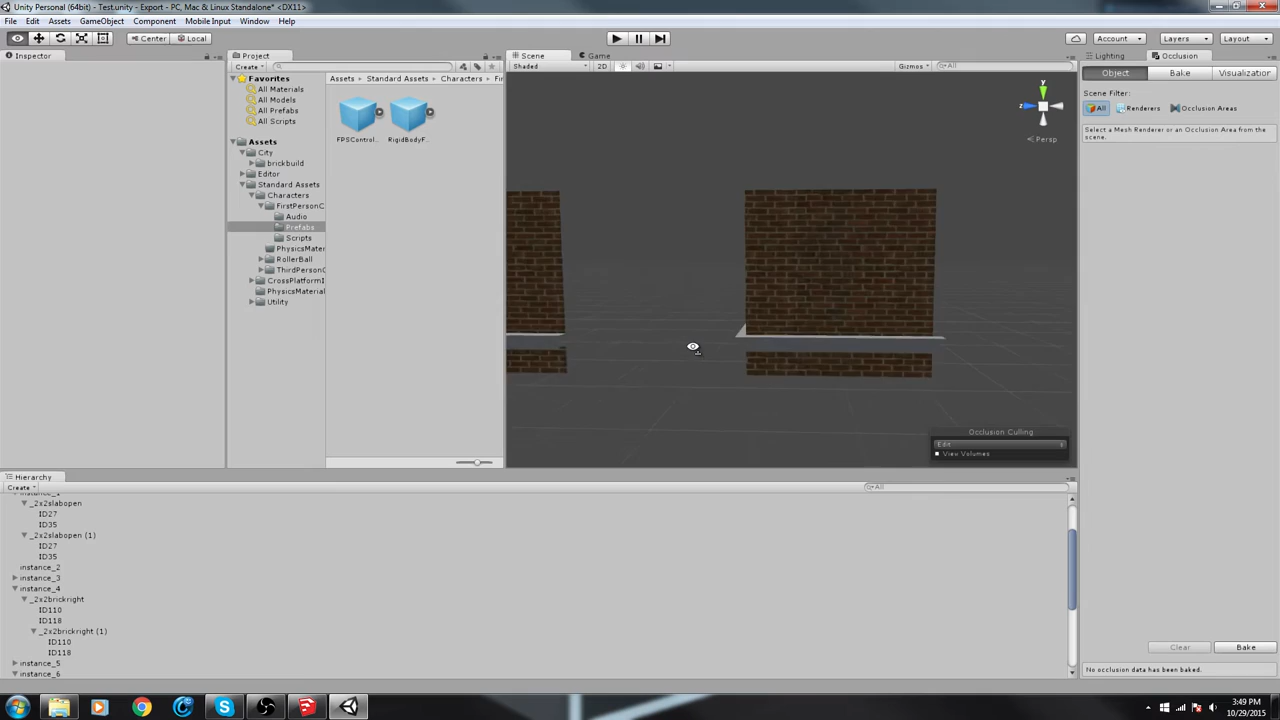 Unity Personal (64bit) - Test.unity - Export - PC, Mac & Linux Standalone* <DX11>
File Edit Assets GameObject Component Mobile Input Window Help
Center Local Account Layers Layout
Inspector Project Scene Game Lighting Occlusion
Create Shaded 2D Gizmos All Object Bake Visualization
Favorites
All Materials
All Models
All Prefabs
All Scripts
Assets
City
brickbuild
Editor
Standard Assets
Characters
FirstPersonC
Audio
Prefabs
Scripts
PhysicsMater
RollerBall
ThirdPersonC
CrossPlatformI
PhysicsMaterial
Utility
Assets Standard Assets Characters Fir
FPSControl... RigidBodyF...
y
z
Persp
Scene Filter:
All Renderers Occlusion Areas
Select a Mesh Renderer or an Occlusion Area from the
scene.
Occlusion Culling
Edit
View Volumes
Hierarchy
Create All
instance_1
_2x2slabopen
ID27
ID35
_2x2slabopen (1)
ID27
ID35
instance_2
instance_3
instance_4
_2x2brickright
ID110
ID118
_2x2brickright (1)
ID110
ID118
instance_5
instance_6
Clear Bake
No occlusion data has been baked.
3:49 PM
10/29/2015